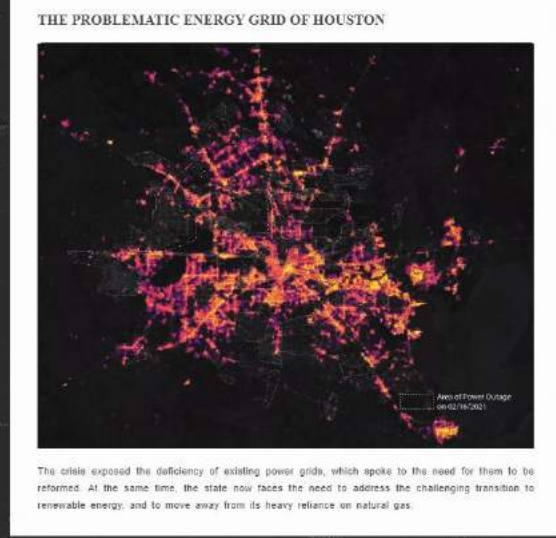 THE PROBLEMATIC ENERGY GRID OF HOUSTON
Area of Power Outage
on 02/16/2021
The crisis exposed the deficiency of existing power grids, which spoke to the need for them to be
reformed. At the same time, the state now faces the need to address the challenging transition to
renewable energy, and to move away from its heavy reliance on natural gas.